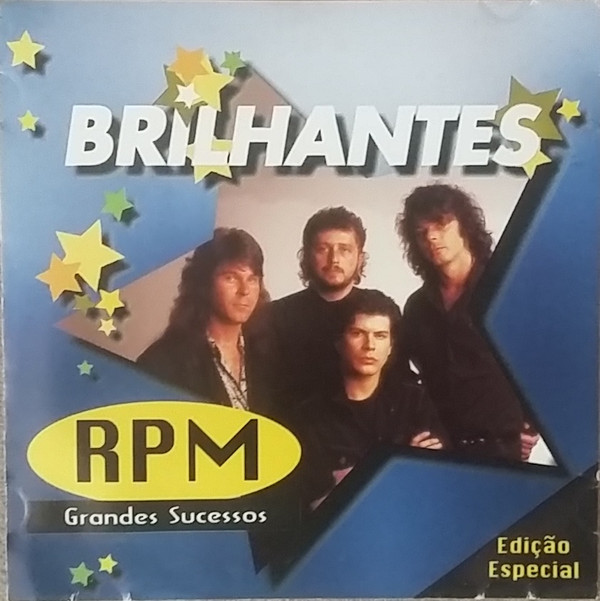 BRILHANTES
RPM
Grandes Sucessos
Edição
Especial